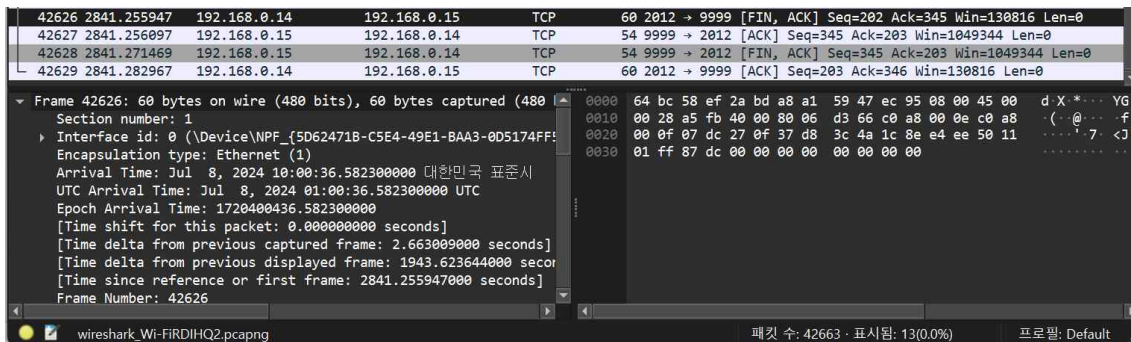 42626 2841.255947 192.168.0.14 192.168.0.15 TCP 60 2012 → 9999 [FIN, ACK] Seq=202 Ack=345 Win=130816 Len=0
42627 2841.256097 192.168.0.15 192.168.0.14 TCP 54 9999 → 2012 [ACK] Seq=345 Ack=203 Win=1049344 Len=0
42628 2841.271469 192.168.0.15 192.168.0.14 TCP 54 9999 → 2012 [FIN, ACK] Seq=345 Ack=203 Win=1049344 Len=0
42629 2841.282967 192.168.0.14 192.168.0.15 TCP 60 2012 → 9999 [ACK] Seq=203 Ack=346 Win=130816 Len=0
Frame 42626: 60 bytes on wire (480 bits), 60 bytes captured (480
Section number: 1
Interface id: 0 (\Device\NPF_{5D62471B-C5E4-49E1-BAA3-0D5174FF5
Encapsulation type: Ethernet (1)
Arrival Time: Jul 8, 2024 10:00:36.582300000 대한민국 표준시
UTC Arrival Time: Jul 8, 2024 01:00:36.582300000 UTC
Epoch Arrival Time: 1720400436.582300000
[Time shift for this packet: 0.000000000 seconds]
[Time delta from previous captured frame: 2.663009000 seconds]
[Time delta from previous displayed frame: 1943.623644000 secon
[Time since reference or first frame: 2841.255947000 seconds]
Frame Number: 42626
0000 64 bc 58 ef 2a bd a8 a1 59 47 ec 95 08 00 45 00 d·X·*··· YG
0010 00 28 a5 fb 40 00 80 06 d3 66 c0 a8 00 0e c0 a8 ·(··@··· ·f
0020 00 0f 07 dc 27 0f 37 d8 3c 4a 1c 8e e4 ee 50 11 ····'·7· <J
0030 01 ff 87 dc 00 00 00 00 00 00 00 00 ········ ··
wireshark_Wi-FiRDIHQ2.pcapng 패킷 수: 42663 · 표시됨: 13(0.0%) 프로필: Default